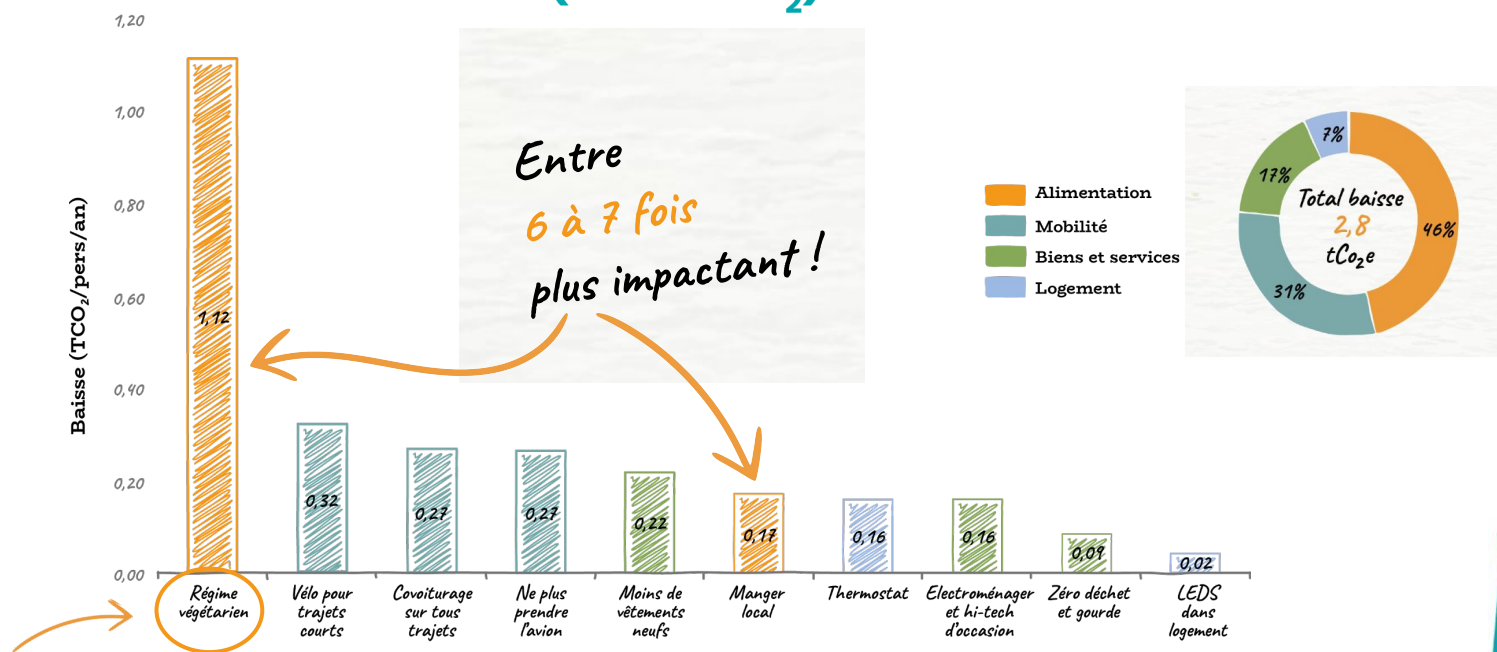 1,20
1,00
0,80
0,60
0,40
0,20
0,00
Baisse (TCO₂/pers/an)
Entre
6 à 7 fois
plus impactant !
1,12
0,32
0,27
0,27
0,22
0,17
0,16
0,16
0,09
0,02
Régime
végétarien
Vélo pour
trajets
courts
Covoiturage
sur tous
trajets
Ne plus
prendre
l'avion
Moins de
vêtements
neufs
Manger
local
Thermostat
Electroménager
et hi-tech
d'occasion
Zéro déchet
et gourde
LEDS
dans
logement
Alimentation
Mobilité
Biens et services
Logement
7%
17%
46%
31%
Total baisse
2,8
tCo₂e